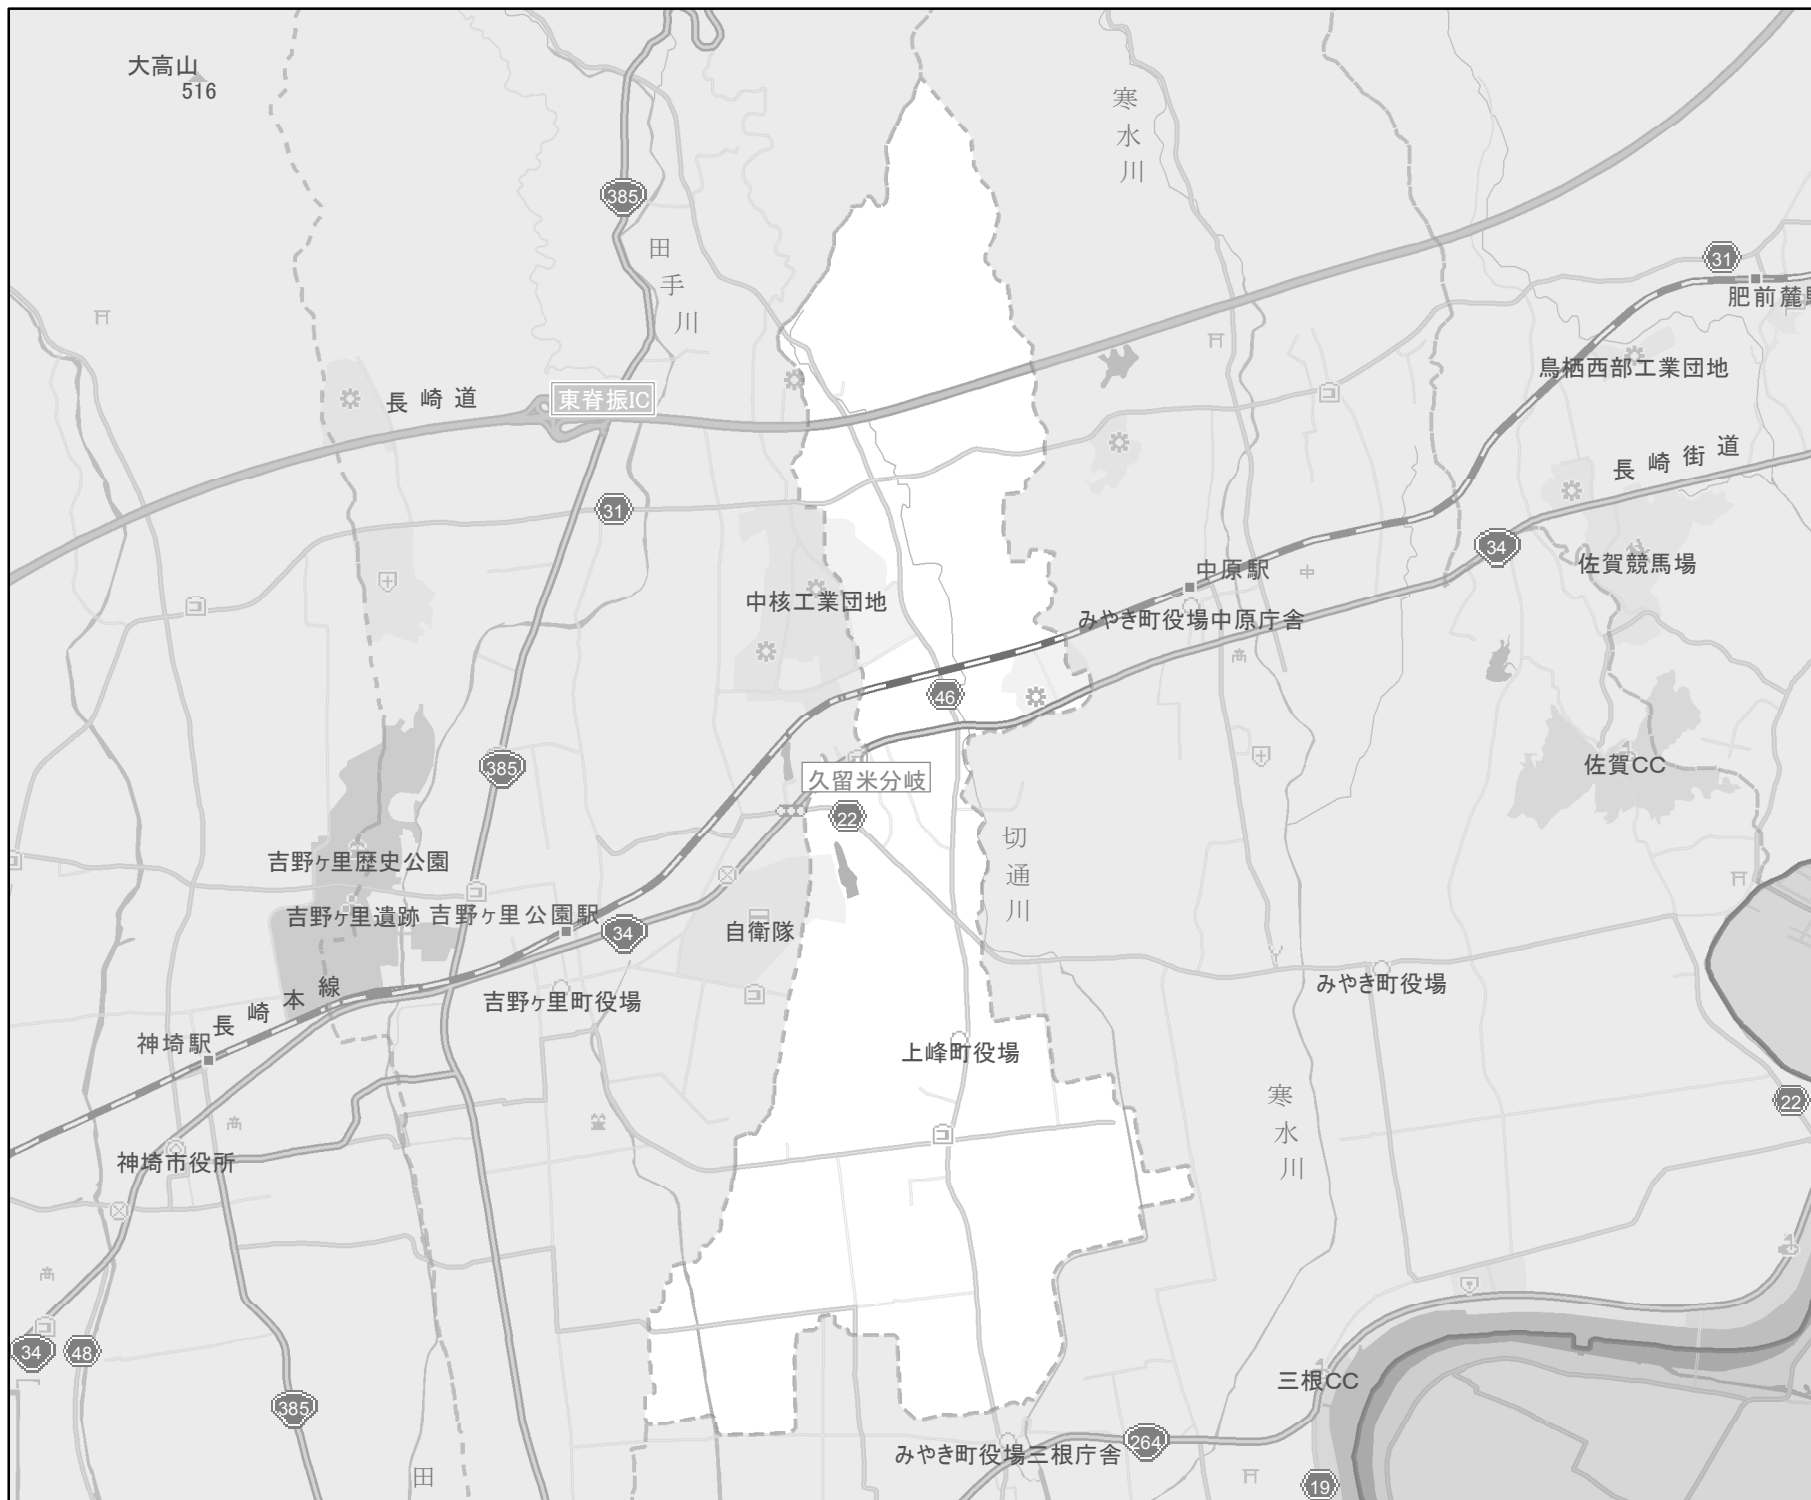 大高山
516
寒水川
385
田手川
31
肥前麓駅
鳥栖西部工業団地
東脊振IC
長崎道
長崎街道
31
34
佐賀競馬場
中原駅
中核工業団地
みやき町役場中原庁舎
46
385
佐賀CC
久留米分岐
22
切通川
吉野ヶ里歴史公園
吉野ヶ里遺跡
吉野ヶ里公園駅
34
自衛隊
みやき町役場
吉野ヶ里町役場
長崎本線
神埼駅
上峰町役場
22
寒水川
神埼市役所
34
48
三根CC
385
264
みやき町役場三根庁舎
田
19